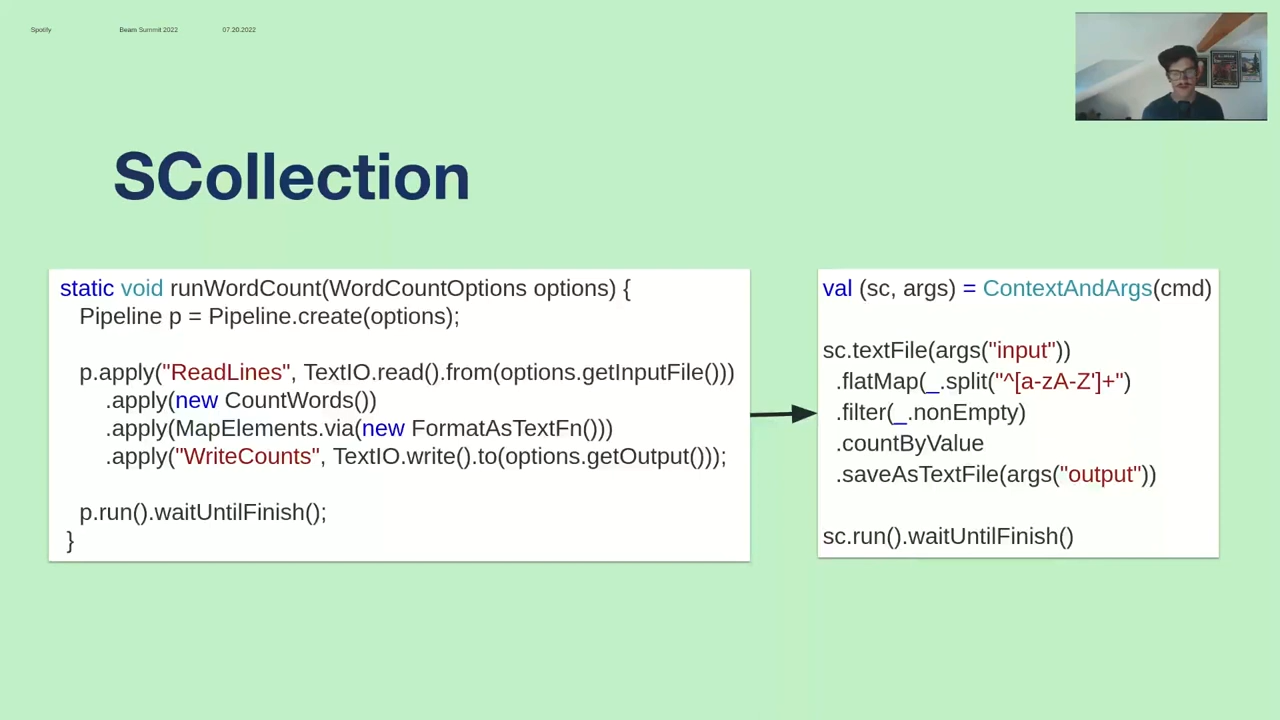 Spotify Beam Summit 2022 07.20.2022
SCollection
static void runWordCount(WordCountOptions options) {
Pipeline p = Pipeline.create(options);
p.apply("ReadLines", TextIO.read().from(options.getInputFile()))
.apply(new CountWords())
.apply(MapElements.via(new FormatAsTextFn()))
.apply("WriteCounts", TextIO.write().to(options.getOutput()));
p.run().waitUntilFinish();
}
val (sc, args) = ContextAndArgs(cmd)
sc.textFile(args("input"))
.flatMap(_.split("^[a-zA-Z']+")
.filter(_.nonEmpty)
.countByValue
.saveAsTextFile(args("output"))
sc.run().waitUntilFinish()